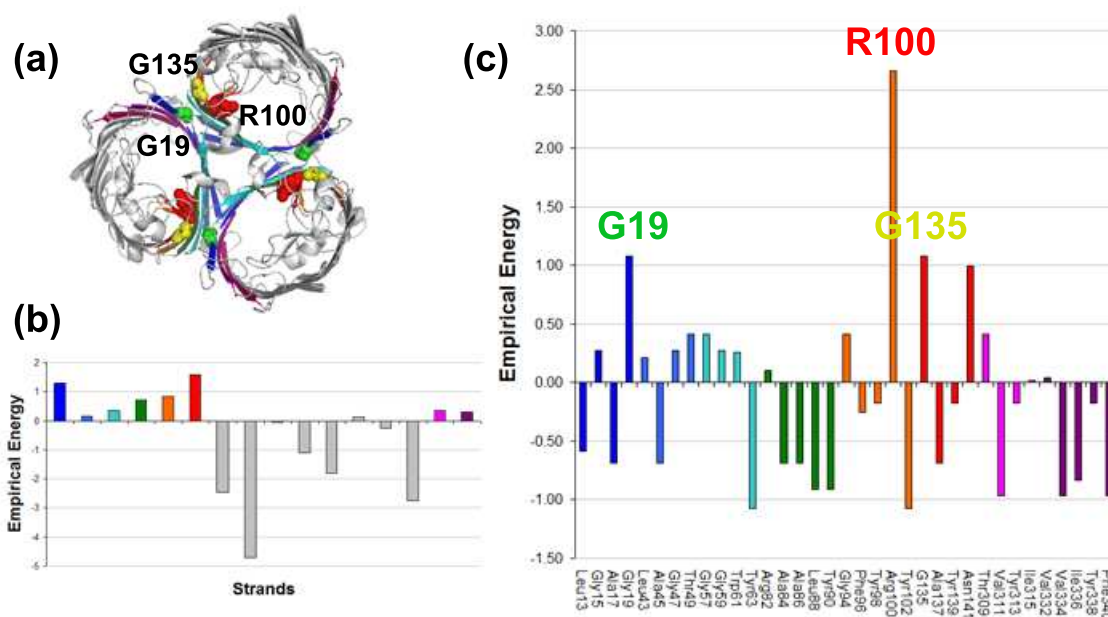 (a)
G135
R100
G19
(b)
Empirical Energy
2
1
0
-1
-2
-3
-4
-5
Strands
(c)
Empirical Energy
3.00
2.50
2.00
1.50
1.00
0.50
0.00
-0.50
-1.00
-1.50
R100
G19
G135
Leu13
Gly15
Ala17
Gly19
Leu43
Ala45
Gly47
Thr49
Gly57
Gly59
Trp61
Tyr63
Arg82
Ala84
Ala86
Leu88
Tyr90
Gly94
Phe96
Tyr98
Arg100
Tyr102
G135
Ala137
Tyr139
Asn141
Thr309
Val311
Tyr313
Ile315
Val332
Val334
Ile336
Tyr338
Phe340